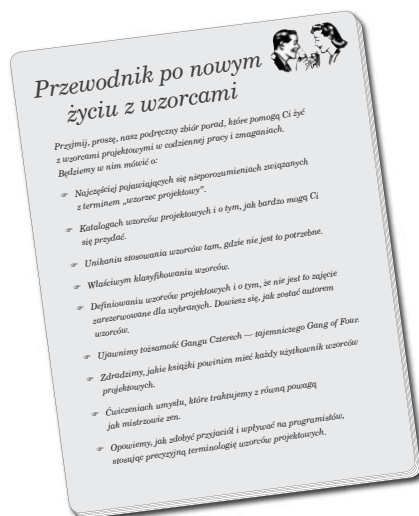 Przewodnik po nowym
życiu z wzorcami
Przyjmij, proszę, nasz podręczny zbiór porad, które pomogą Ci żyć
z wzorcami projektowymi w codziennej pracy i zmaganiach.
Będziemy w nim mówić o:
☞ Najczęściej pojawiających się nieporozumieniach związanych
z terminem „wzorzec projektowy”.
☞ Katalogach wzorców projektowych i o tym, jak bardzo mogą Ci
się przydać.
☞ Unikaniu stosowania wzorców tam, gdzie nie jest to potrzebne.
☞ Właściwym klasyfikowaniu wzorców.
☞ Definiowaniu wzorców projektowych i o tym, że nie jest to zajęcie
zarezerwowane dla wybranych. Dowiesz się, jak zostać autorem
wzorców.
☞ Ujawnimy tożsamość Gangu Czterech — tajemniczego Gang of Four.
☞ Zdradzimy, jakie książki powinien mieć każdy użytkownik wzorców
projektowych.
☞ Ćwiczeniach umysłu, które traktujemy z równą powagą
jak mistrzowie zen.
☞ Opowiemy, jak zdobyć przyjaciół i wpływać na programistów,
stosując precyzyjną terminologię wzorców projektowych.